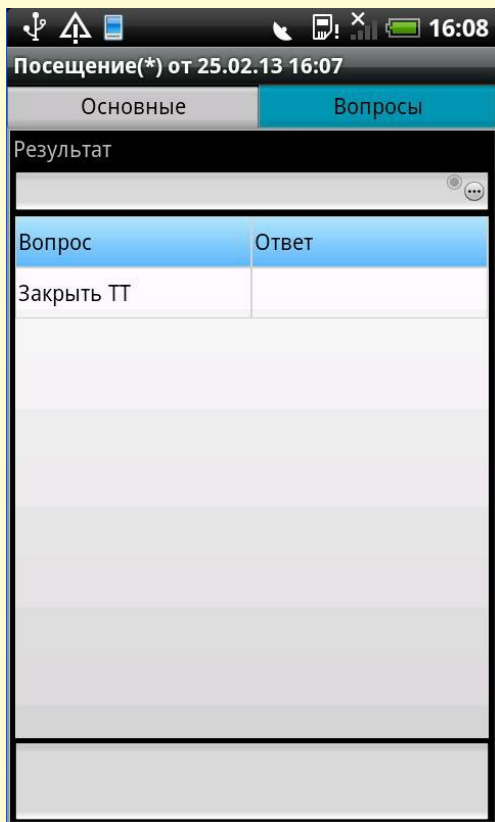 16:08
Посещение(*) от 25.02.13 16:07
Основные Вопросы
Результат
Вопрос Ответ
Закрыть ТТ